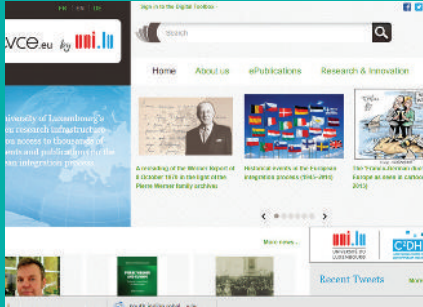 FR EN DE
Sign in to the Digital Toolbox
vce.eu by uni.lu
Search
Home About us ePublications Research & Innovation
University of Luxembourg's
research infrastructure
access to thousands of
and publications on the
integration process
A rereading of the Werner Report of
8 October 1970 in the light of the
Pierre Werner family archives
Historical events in the European
integration process (1945–2014)
The Franco-German duo
Europe as seen in cartoons
2013)
More news...
uni.lu
UNIVERSITÉ DU
LUXEMBOURG
C²DH
Recent Tweets More